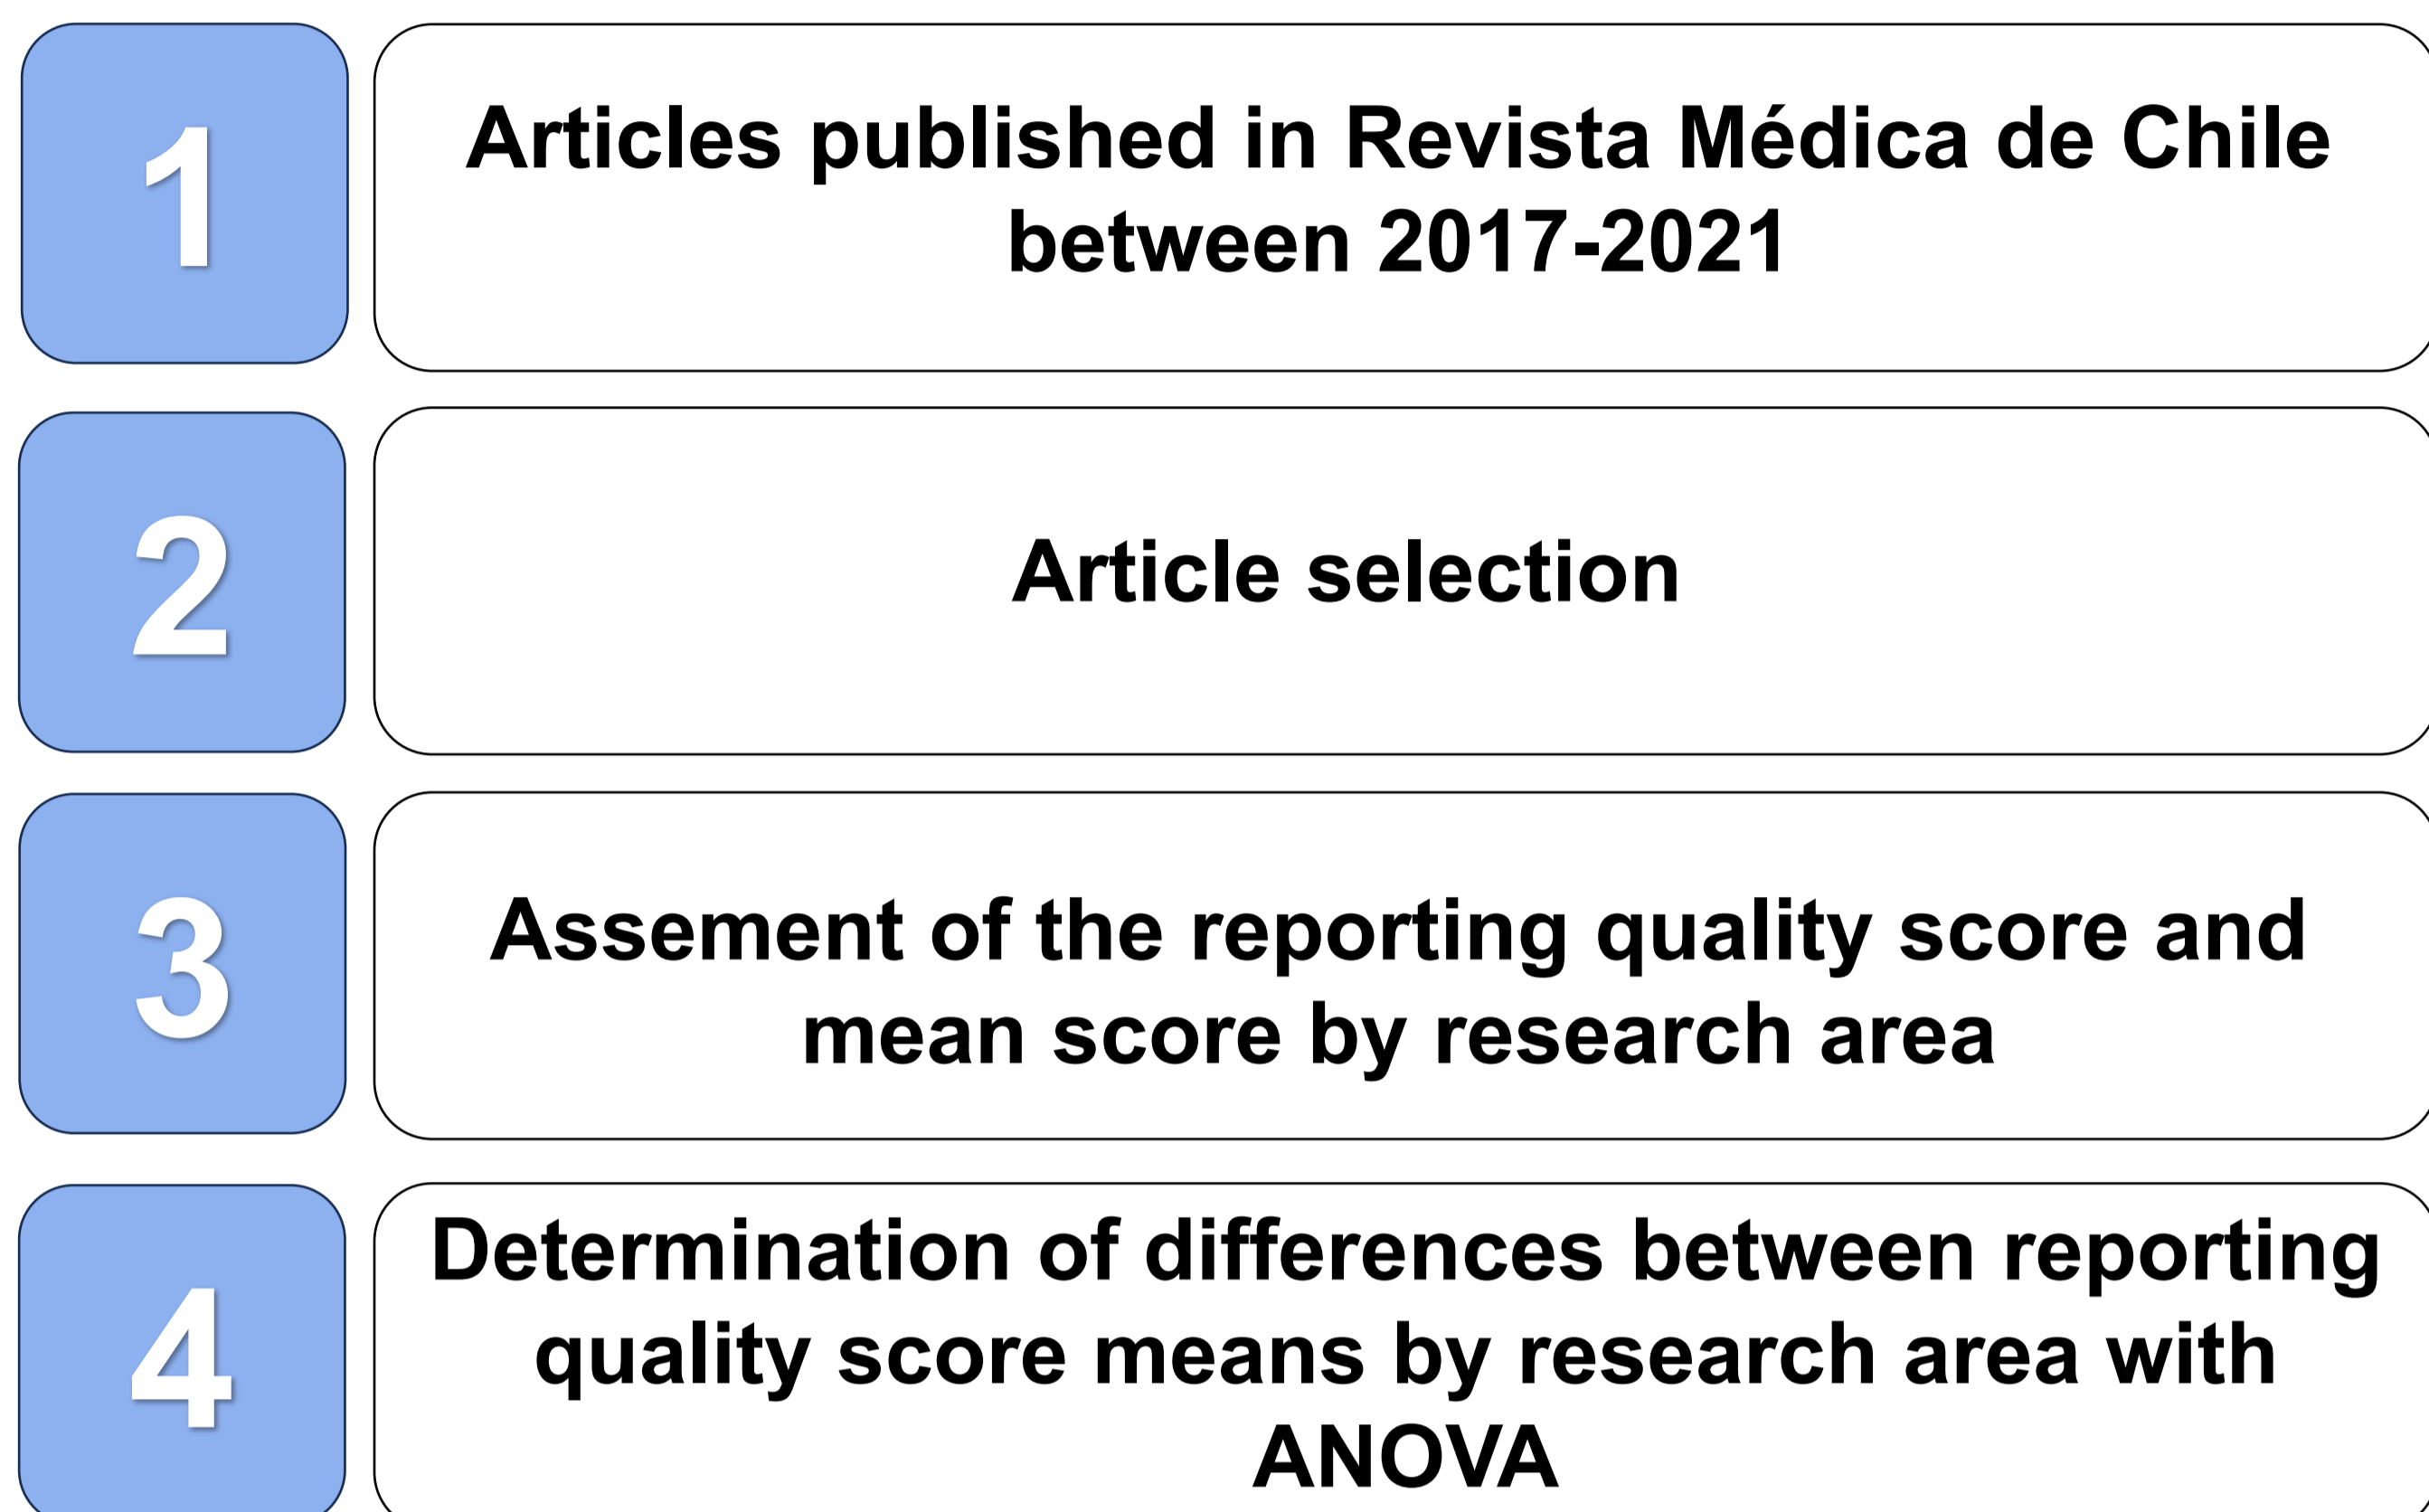 1
Articles published in Revista Médica de Chile
between 2017-2021
2
Article selection
3
Assement of the reporting quality score and
mean score by research area
4
Determination of differences between reporting
quality score means by research area with
ANOVA